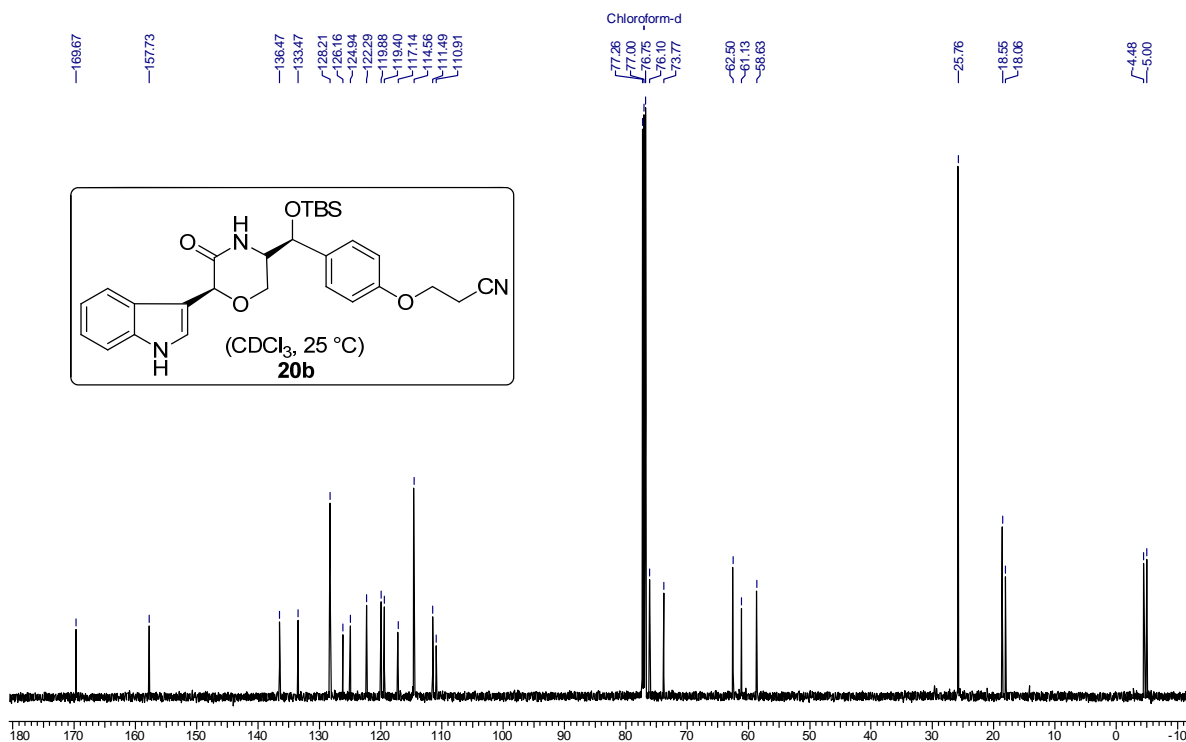 Chloroform-d
169.67
157.73
136.47
133.47
128.21
126.16
124.94
122.29
119.88
119.40
117.14
114.56
111.49
110.91
77.26
77.00
76.75
76.10
73.77
62.50
61.13
58.63
25.76
18.55
18.06
-4.48
-5.00
OTBS
H
N
O
O
O
CN
N
H
(CDCl₃, 25 °C)
20b
180 170 160 150 140 130 120 110 100 90 80 70 60 50 40 30 20 10 0 -10